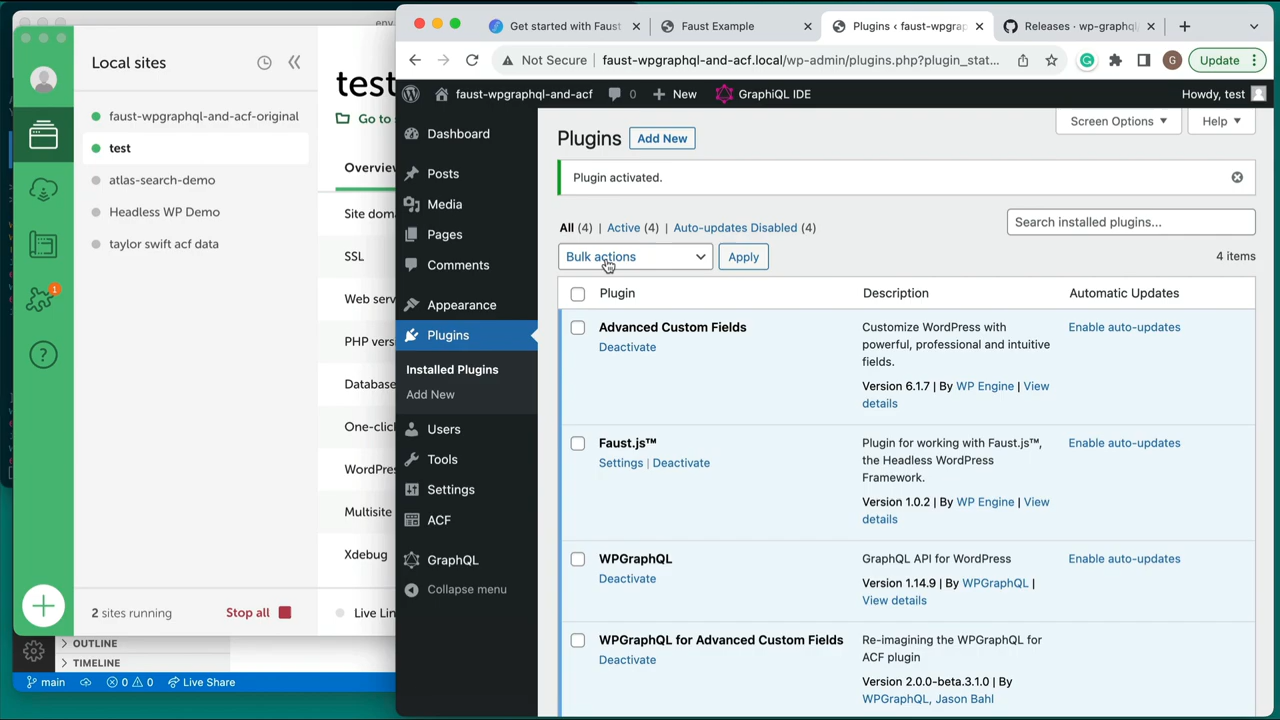 env
Local sites
faust-wpgraphql-and-acf-original
test
atlas-search-demo
Headless WP Demo
taylor swift acf data
1
?
2 sites running
Stop all
test
Go to s
Overview
Site doma
SSL
Web serv
PHP vers
Database
One-click
WordPres
Multisite
Xdebug
Live Lin
OUTLINE
TIMELINE
main
0 0
Live Share
Get started with Faust
Faust Example
Plugins ‹ faust-wpgra
Releases · wp-graphql
Not Secure
faust-wpgraphql-and-acf.local/wp-admin/plugins.php?plugin_stat...
G
Update
faust-wpgraphql-and-acf
0
New
GraphiQL IDE
Howdy, test
Dashboard
Posts
Media
Pages
Comments
Appearance
Plugins
Installed Plugins
Add New
Users
Tools
Settings
ACF
GraphQL
Collapse menu
Screen Options
Help
Plugins
Add New
Plugin activated.
All (4) | Active (4) | Auto-updates Disabled (4)
Search installed plugins...
Bulk actions
Apply
4 items
Plugin
Description
Automatic Updates
Advanced Custom Fields
Deactivate
Customize WordPress with
powerful, professional and intuitive
fields.
Version 6.1.7 | By WP Engine | View
details
Enable auto-updates
Faust.js™
Settings | Deactivate
Plugin for working with Faust.js™,
the Headless WordPress
Framework.
Version 1.0.2 | By WP Engine | View
details
Enable auto-updates
WPGraphQL
Deactivate
GraphQL API for WordPress
Version 1.14.9 | By WPGraphQL |
View details
Enable auto-updates
WPGraphQL for Advanced Custom Fields
Deactivate
Re-imagining the WPGraphQL for
ACF plugin
Version 2.0.0-beta.3.1.0 | By
WPGraphQL, Jason Bahl